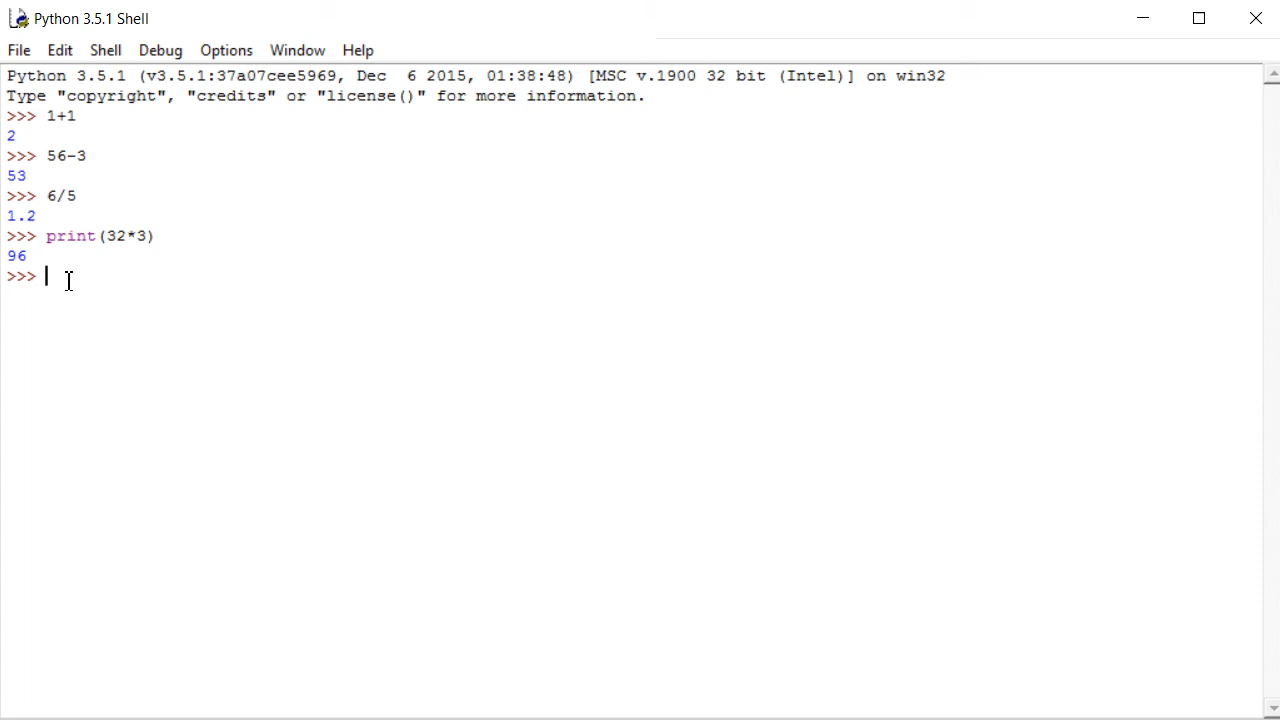 Python 3.5.1 Shell
File Edit Shell Debug Options Window Help
Python 3.5.1 (v3.5.1:37a07cee5969, Dec  6 2015, 01:38:48) [MSC v.1900 32 bit (Intel)] on win32
Type "copyright", "credits" or "license()" for more information.
>>> 1+1
2
>>> 56-3
53
>>> 6/5
1.2
>>> print(32*3)
96
>>>